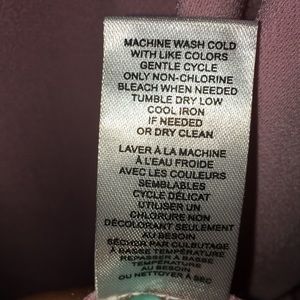 MACHINE WASH COLD
WITH LIKE COLORS
GENTLE CYCLE
ONLY NON-CHLORINE
BLEACH WHEN NEEDED
TUMBLE DRY LOW
COOL IRON
IF NEEDED
OR DRY CLEAN
LAVER À LA MACHINE
À L'EAU FROIDE
AVEC LES COULEURS
SEMBLABLES
CYCLE DÉLICAT
UTILISER UN
CHLORURE NON
DÉCOLORANT SEULEMENT
AU BESOIN
SÉCHER PAR CULBUTAGE
À BASSE TEMPÉRATURE
REPASSER À BASSE
TEMPÉRATURE
AU BESOIN
OU NETTOYER À SEC